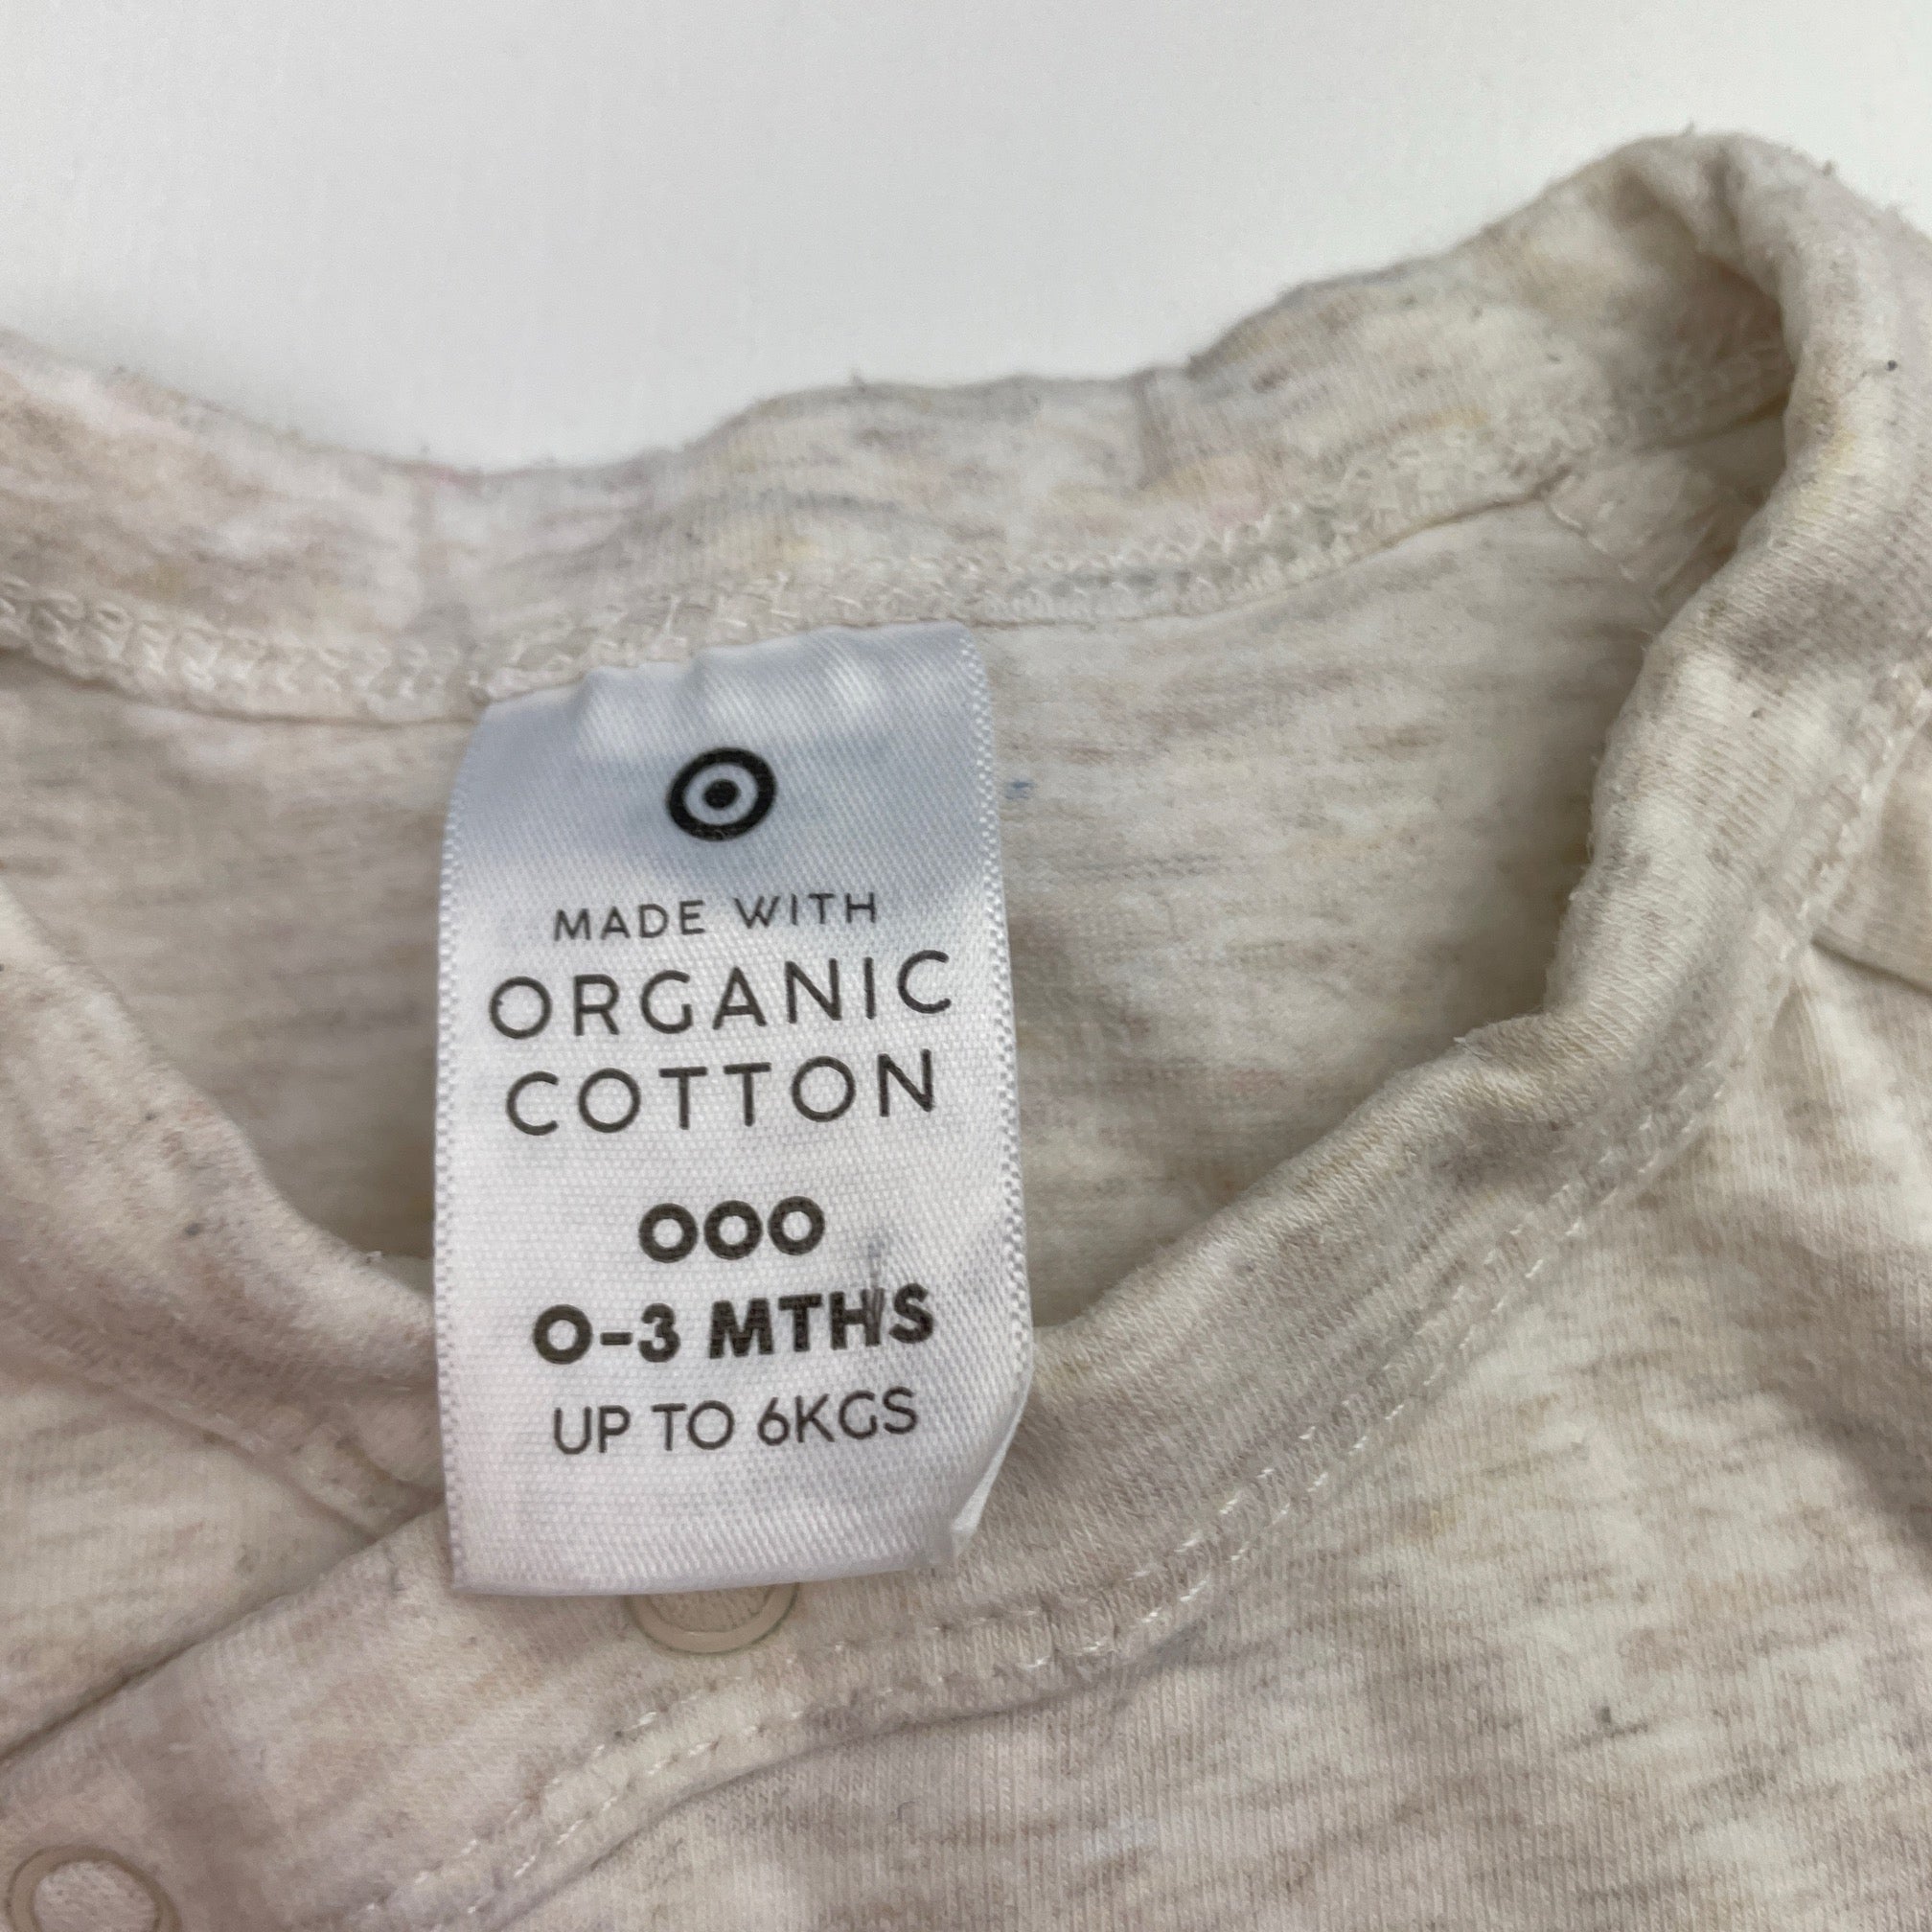 MADE WITH
ORGANIC
COTTON
000
0-3 MTHS
UP TO 6KGS